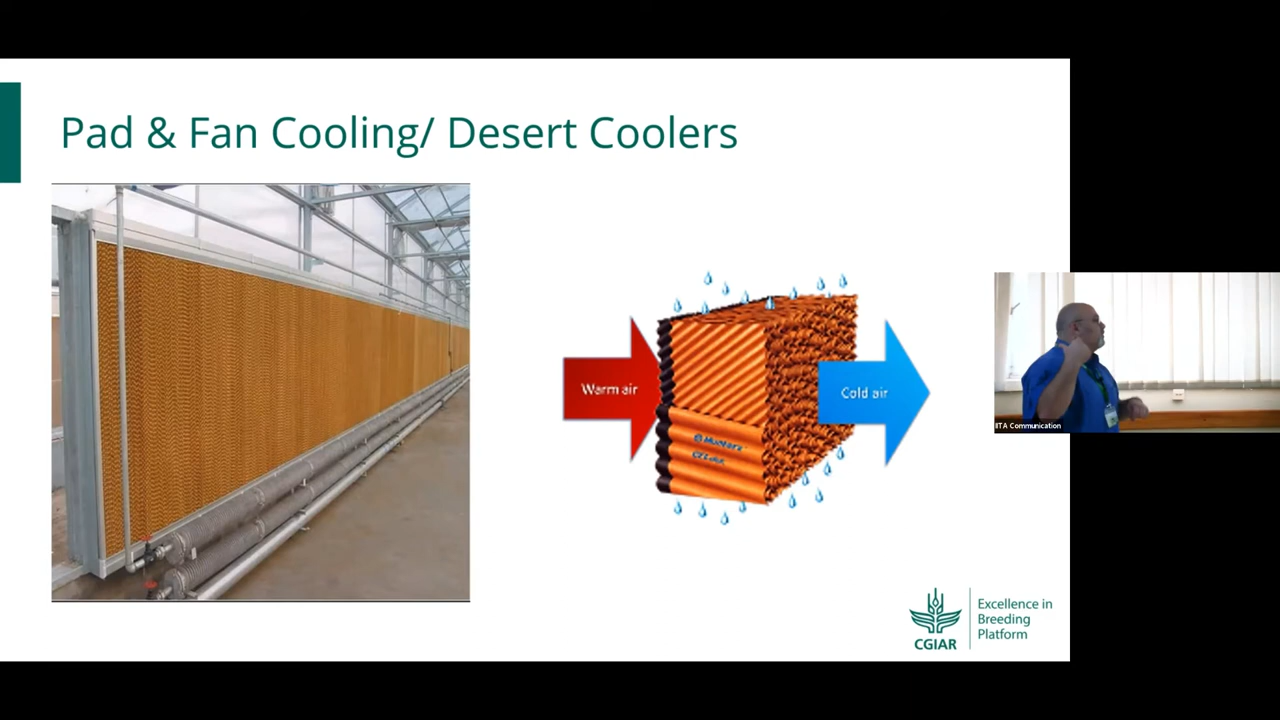 Pad & Fan Cooling/ Desert Coolers
Warm air
Cold air
IITA Communication
CGIAR
Excellence in
Breeding
Platform